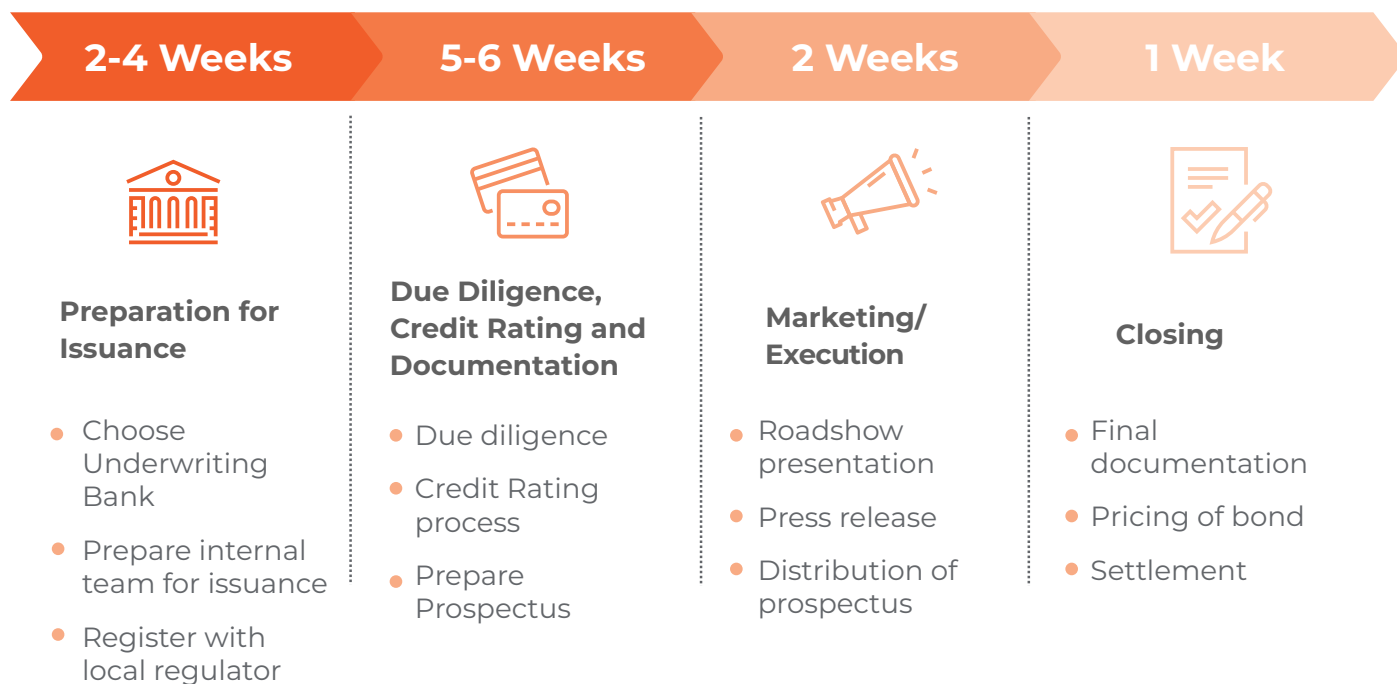 2-4 Weeks
5-6 Weeks
2 Weeks
1 Week
Preparation for
Issuance
Choose
Underwriting
Bank
Prepare internal
team for issuance
Register with
local regulator
Due Diligence,
Credit Rating and
Documentation
Due diligence
Credit Rating
process
Prepare
Prospectus
Marketing/
Execution
Roadshow
presentation
Press release
Distribution of
prospectus
Closing
Final
documentation
Pricing of bond
Settlement